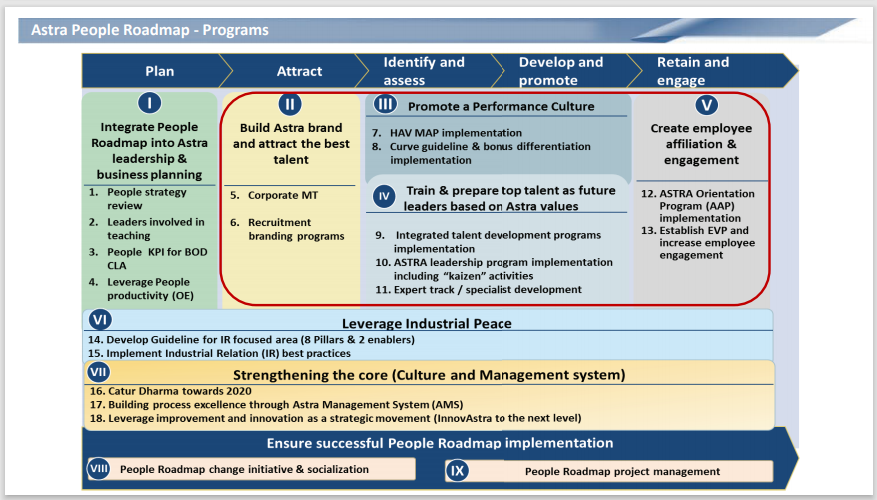 Astra People Roadmap - Programs
Plan
Attract
Identify and
assess
Develop and
promote
Retain and
engage
I
Integrate People
Roadmap into Astra
leadership &
business planning
1. People strategy
review
2. Leaders involved in
teaching
3. People KPI for BOD
CLA
4. Leverage People
productivity (OE)
II
Build Astra brand
and attract the best
talent
5. Corporate MT
6. Recruitment
branding programs
III
Promote a Performance Culture
7. HAV MAP implementation
8. Curve guideline & bonus differentiation
implementation
IV
Train & prepare top talent as future
leaders based on Astra values
9. Integrated talent development programs
implementation
10. ASTRA leadership program implementation
including "kaizen" activities
11. Expert track / specialist development
V
Create employee
affiliation &
engagement
12. ASTRA Orientation
Program (AAP)
implementation
13. Establish EVP and
increase employee
engagement
VI
Leverage Industrial Peace
14. Develop Guideline for IR focused area (8 Pillars & 2 enablers)
15. Implement Industrial Relation (IR) best practices
VII
Strengthening the core (Culture and Management system)
16. Catur Dharma towards 2020
17. Building process excellence through Astra Management System (AMS)
18. Leverage improvement and innovation as a strategic movement (InnovAstra to the next level)
Ensure successful People Roadmap implementation
VIII
People Roadmap change initiative & socialization
IX
People Roadmap project management